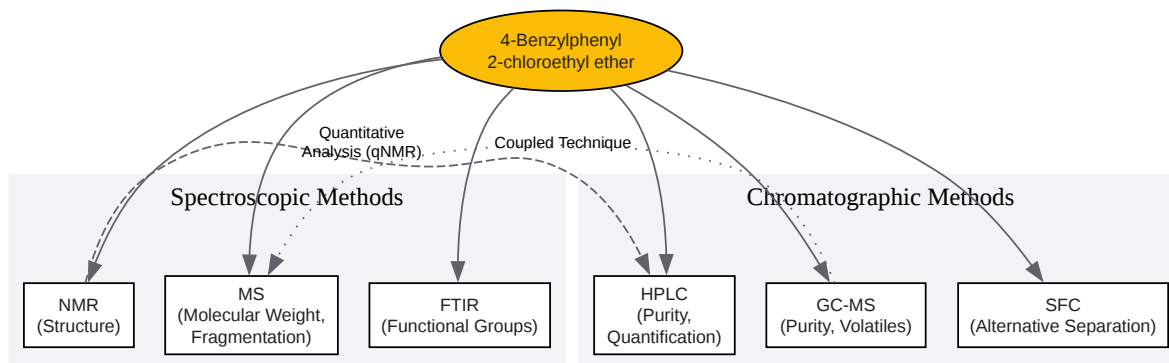 4-Benzylphenyl
2-chloroethyl ether
Quantitative
Analysis (qNMR)
Coupled Technique
Spectroscopic Methods
Chromatographic Methods
NMR
(Structure)
MS
(Molecular Weight,
Fragmentation)
FTIR
(Functional Groups)
HPLC
(Purity,
Quantification)
GC-MS
(Purity, Volatiles)
SFC
(Alternative Separation)